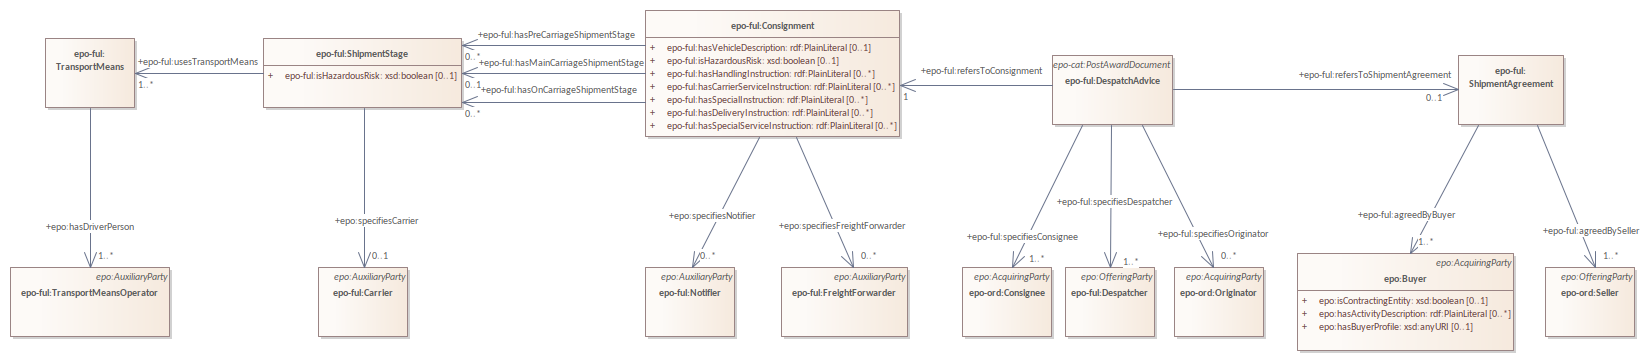 epo-ful:
TransportMeans
+epo-ful:usesTransportMeans
1..*
epo-ful:ShipmentStage
+ epo-ful:isHazardousRisk: xsd:boolean [0..1]
+epo-ful:hasPreCarriageShipmentStage
0..*
+epo-ful:hasMainCarriageShipmentStage
0..1
+epo-ful:hasOnCarriageShipmentStage
0..*
epo-ful:Consignment
+ epo-ful:hasVehicleDescription: rdf:PlainLiteral [0..1]
+ epo-ful:isHazardousRisk: xsd:boolean [0..1]
+ epo-ful:hasHandlingInstruction: rdf:PlainLiteral [0..*]
+ epo-ful:hasCarrierServiceInstruction: rdf:PlainLiteral [0..*]
+ epo-ful:hasSpecialInstruction: rdf:PlainLiteral [0..*]
+ epo-ful:hasDeliveryInstruction: rdf:PlainLiteral [0..*]
+ epo-ful:hasSpecialServiceInstruction: rdf:PlainLiteral [0..*]
+epo-ful:refersToConsignment
1
epo-cat:PostAwardDocument
epo-ful:DespatchAdvice
+epo-ful:refersToShipmentAgreement
0..1
epo-ful:
ShipmentAgreement
+epo:hasDriverPerson
1..*
+epo:specifiesCarrier
0..1
+epo:specifiesNotifier
0..*
+epo:specifiesFreightForwarder
0..*
+epo-ful:specifiesConsignee
1..*
+epo-ful:specifiesDespatcher
1..*
+epo-ful:specifiesOriginator
0..*
+epo-ful:agreedByBuyer
1..*
+epo-ful:agreedBySeller
1..*
epo:AuxiliaryParty
epo-ful:TransportMeansOperator
epo:AuxiliaryParty
epo-ful:Carrier
epo:AuxiliaryParty
epo-ful:Notifier
epo:AuxiliaryParty
epo-ful:FreightForwarder
epo:AcquiringParty
epo-ord:Consignee
epo:OfferingParty
epo-ful:Despatcher
epo:AcquiringParty
epo-ord:Originator
epo:AcquiringParty
epo:Buyer
+ epo:isContractingEntity: xsd:boolean [0..1]
+ epo:hasActivityDescription: rdf:PlainLiteral [0..*]
+ epo:hasBuyerProfile: xsd:anyURI [0..1]
epo:OfferingParty
epo-ord:Seller